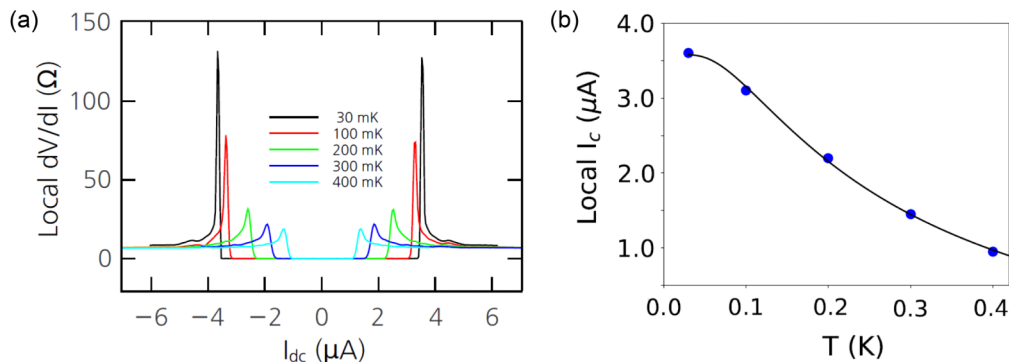 (a)
150
100
50
0
Local dV/dI (Ω)
30 mK
100 mK
200 mK
300 mK
400 mK
−6 −4 −2 0 2 4 6
I_dc (μA)
(b)
4.0
3.0
2.0
1.0
Local I_c (μA)
0.0 0.1 0.2 0.3 0.4
T (K)